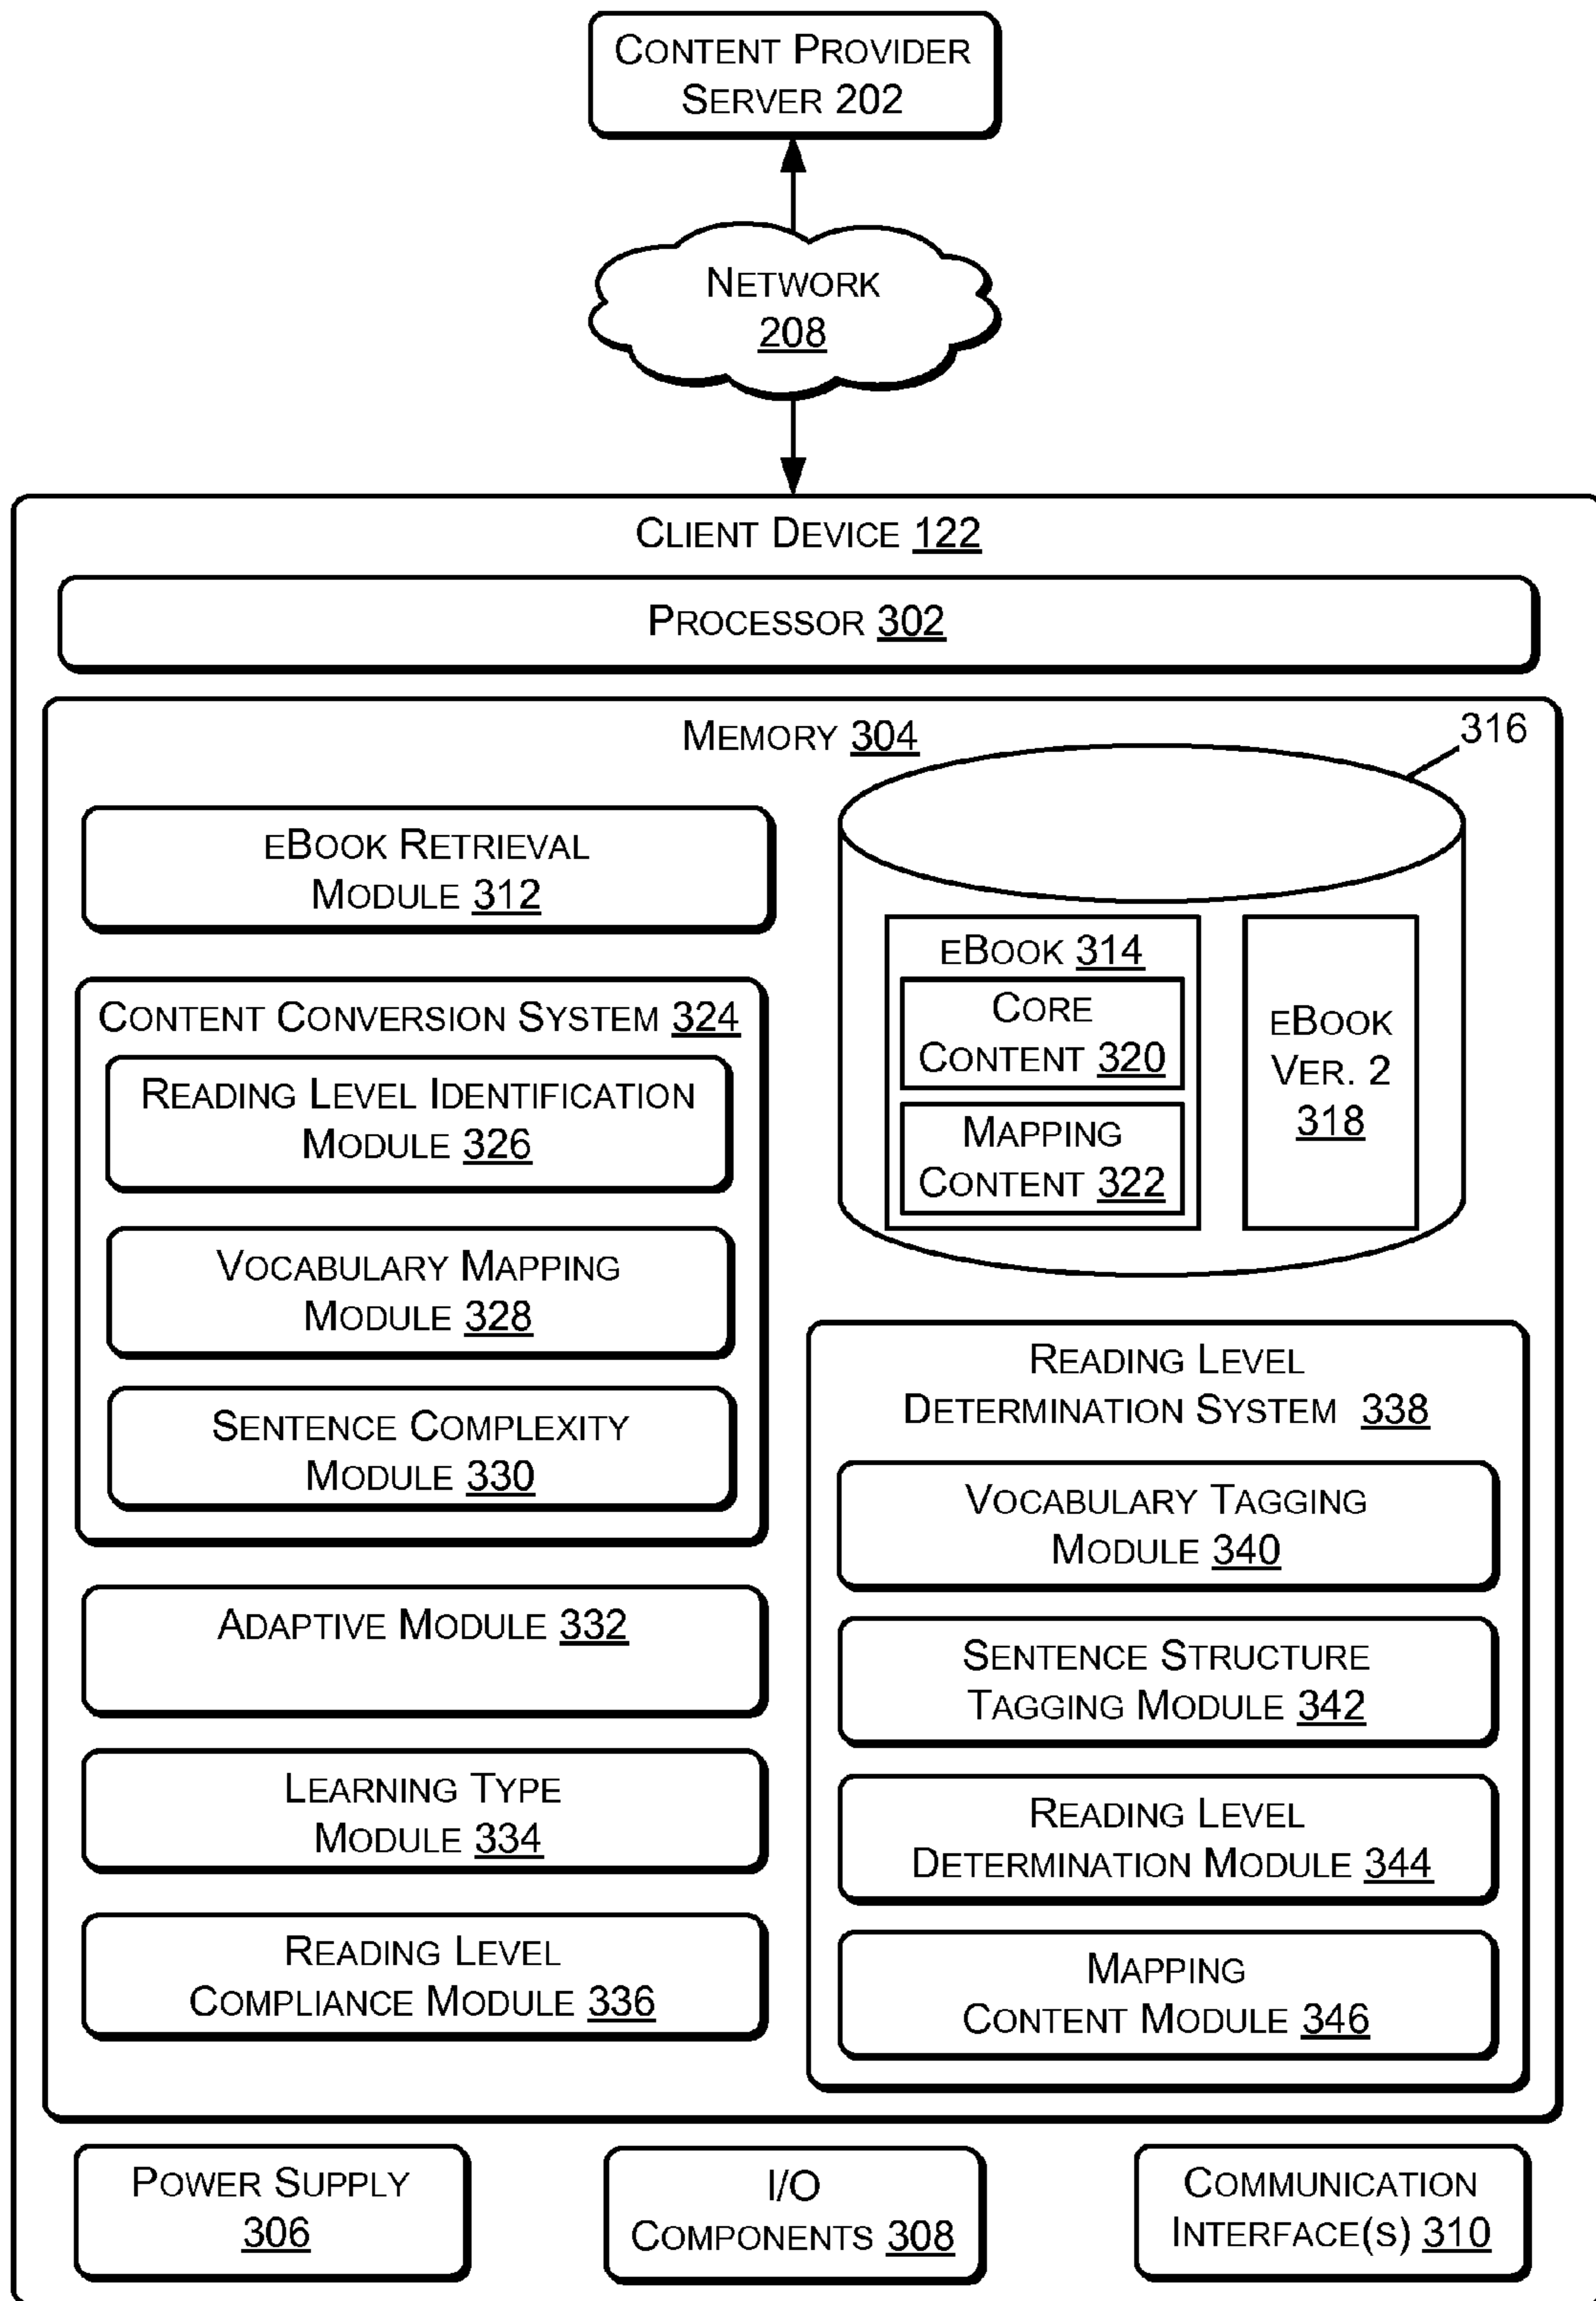 CONTENT PROVIDER
SERVER 202
NETWORK
208
CLIENT DEVICE 122
PROCESSOR 302
MEMORY 304
316
EBOOK RETRIEVAL
MODULE 312
CONTENT CONVERSION SYSTEM 324
READING LEVEL IDENTIFICATION
MODULE 326
VOCABULARY MAPPING
MODULE 328
SENTENCE COMPLEXITY
MODULE 330
ADAPTIVE MODULE 332
LEARNING TYPE
MODULE 334
READING LEVEL
COMPLIANCE MODULE 336
EBOOK 314
CORE
CONTENT 320
MAPPING
CONTENT 322
EBOOK
VER. 2
318
READING LEVEL
DETERMINATION SYSTEM 338
VOCABULARY TAGGING
MODULE 340
SENTENCE STRUCTURE
TAGGING MODULE 342
READING LEVEL
DETERMINATION MODULE 344
MAPPING
CONTENT MODULE 346
POWER SUPPLY
306
I/O
COMPONENTS 308
COMMUNICATION
INTERFACE(S) 310